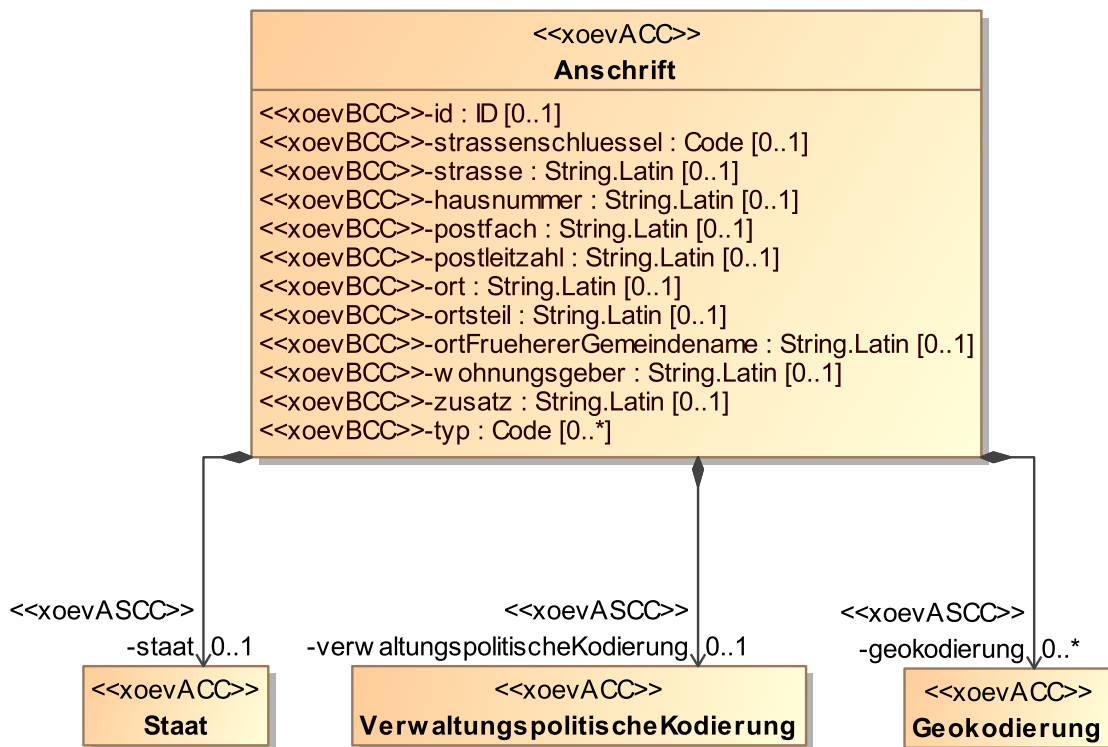 <<xoevACC>>
Anschrift
<<xoevBCC>>-id : ID [0..1]
<<xoevBCC>>-strassenschluessel : Code [0..1]
<<xoevBCC>>-strasse : String.Latin [0..1]
<<xoevBCC>>-hausnummer : String.Latin [0..1]
<<xoevBCC>>-postfach : String.Latin [0..1]
<<xoevBCC>>-postleitzahl : String.Latin [0..1]
<<xoevBCC>>-ort : String.Latin [0..1]
<<xoevBCC>>-ortsteil : String.Latin [0..1]
<<xoevBCC>>-ortFruehererGemeindename : String.Latin [0..1]
<<xoevBCC>>-wohnungsgeber : String.Latin [0..1]
<<xoevBCC>>-zusatz : String.Latin [0..1]
<<xoevBCC>>-typ : Code [0..*]
<<xoevASCC>>
-staat 0..1
<<xoevASCC>>
-verwaltungspolitischeKodierung 0..1
<<xoevASCC>>
-geokodierung 0..*
<<xoevACC>>
Staat
<<xoevACC>>
VerwaltungspolitischeKodierung
<<xoevACC>>
Geokodierung